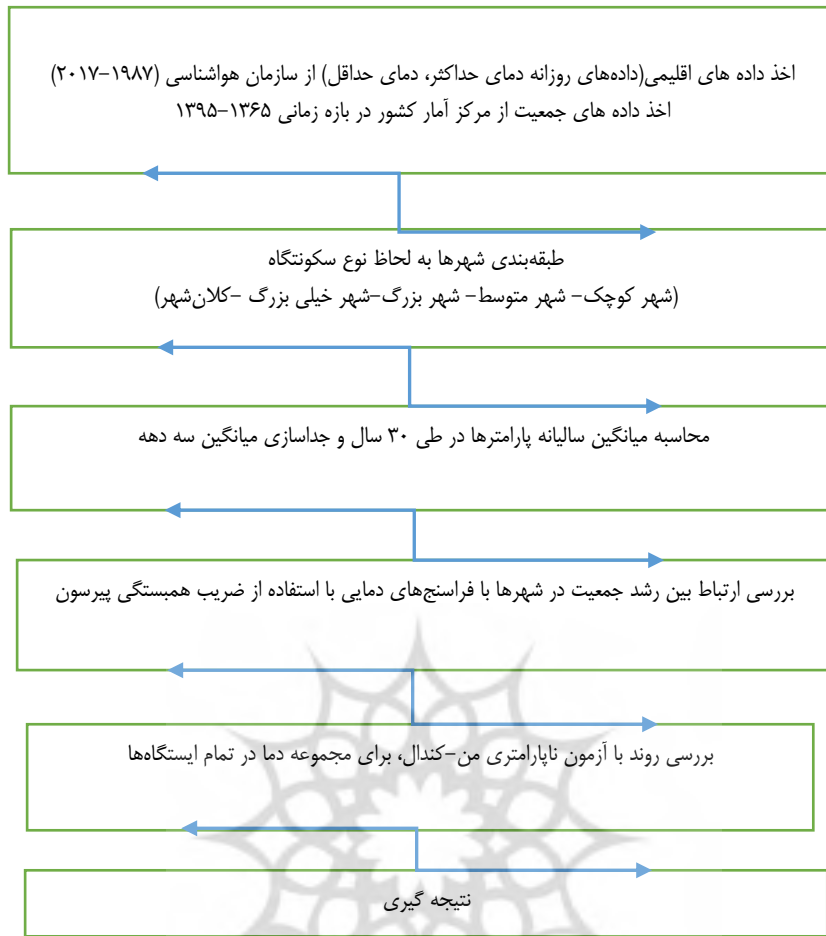 اخذ داده های اقلیمی(داده‌های روزانه دمای حداکثر، دمای حداقل) از سازمان هواشناسی (۱۹۸۷-۲۰۱۷)
اخذ داده های جمعیت از مرکز آمار کشور در بازه زمانی ۱۳۶۵-۱۳۹۵
طبقه‌بندی شهرها به لحاظ نوع سکونتگاه
(شهر کوچک- شهر متوسط- شهر بزرگ-شهر خیلی بزرگ -کلان‌شهر)
محاسبه میانگین سالیانه پارامترها در طی ۳۰ سال و جداسازی میانگین سه دهه
بررسی ارتباط بین رشد جمعیت در شهرها با فراسنج‌های دمایی با استفاده از ضریب همبستگی پیرسون
بررسی روند با آزمون ناپارامتری من-کندال، برای مجموعه دما در تمام ایستگاه‌ها
نتیجه گیری